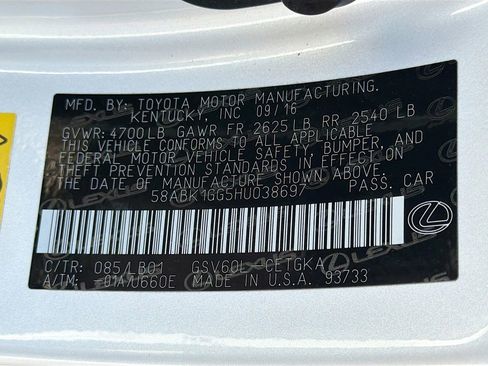 MFD. BY: TOYOTA MOTOR MANUFACTURING.
KENTUCKY, INC 09/16
GVWR: 4700LB GAWR FR 2625LB RR 2540 LB
THIS VEHICLE CONFORMS TO ALL APPLICABLE
FEDERAL MOTOR VEHICLE SAFETY, BUMPER, AND
THEFT PREVENTION STANDARDS IN EFFECT ON
THE DATE OF MANUFACTURE SHOWN ABOVE.
58ABK1GG5HU038697 PASS. CAR
C/TR: 085/LB01 GSV60L-CETGKA
A/TM: 01A/U660E MADE IN U.S.A. 93733
LEXUS